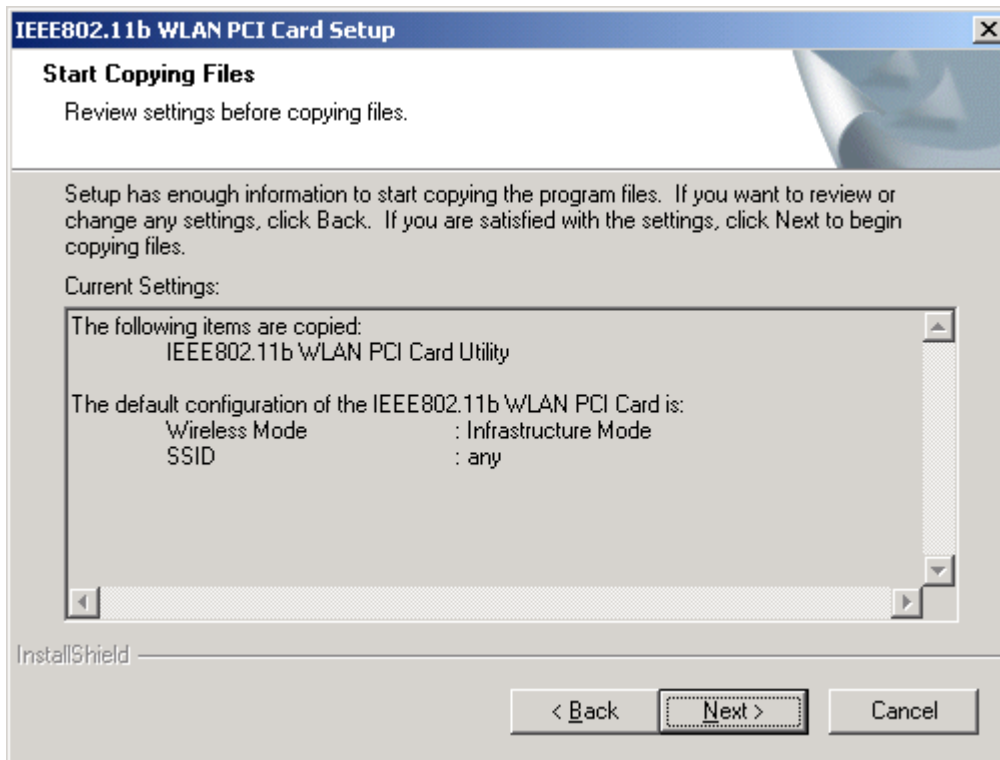 IEEE802.11b WLAN PCI Card Setup
Start Copying Files
Review settings before copying files.
Setup has enough information to start copying the program files. If you want to review or
change any settings, click Back. If you are satisfied with the settings, click Next to begin
copying files.
Current Settings:
The following items are copied:
IEEE802.11b WLAN PCI Card Utility
The default configuration of the IEEE802.11b WLAN PCI Card is:
Wireless Mode : Infrastructure Mode
SSID : any
InstallShield
< Back Next > Cancel